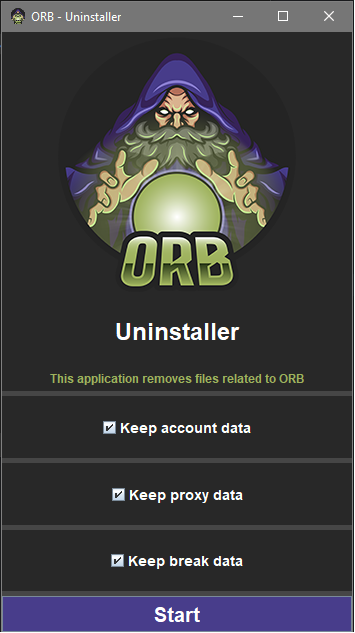 ORB - Uninstaller
ORB
Uninstaller
This application removes files related to ORB
Keep account data
Keep proxy data
Keep break data
Start